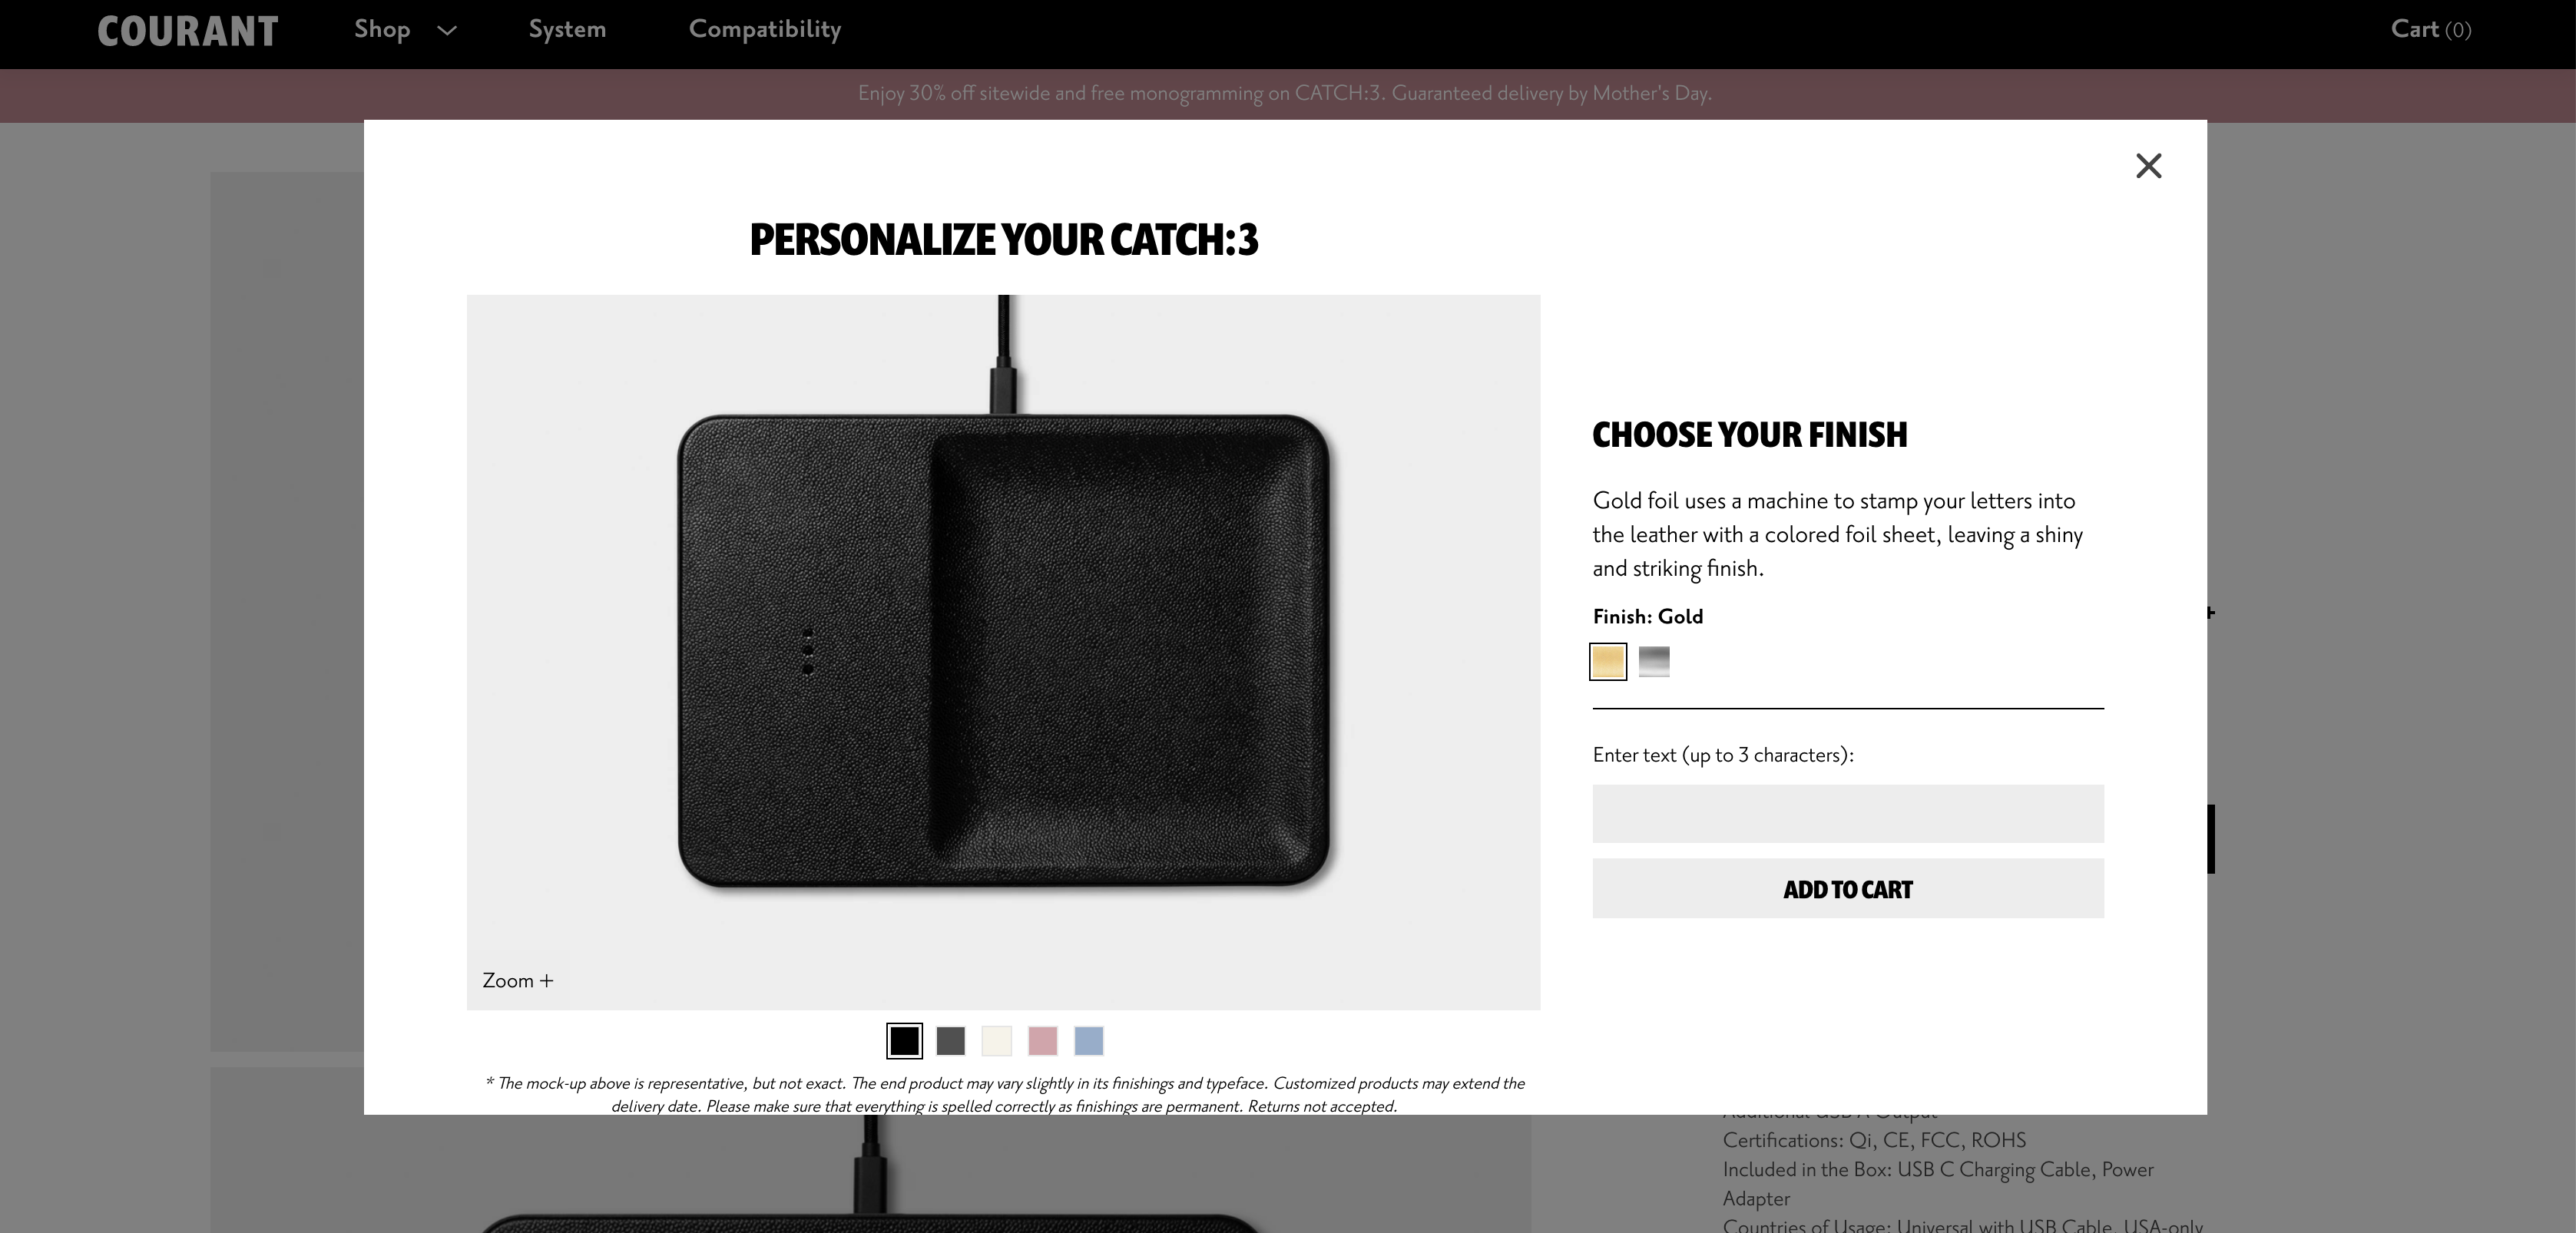 COURANT
Shop
System
Compatibility
Cart (0)
Enjoy 30% off sitewide and free monogramming on CATCH:3. Guaranteed delivery by Mother's Day.
PERSONALIZE YOUR CATCH:3
Zoom +
* The mock-up above is representative, but not exact. The end product may vary slightly in its finishings and typeface. Customized products may extend the
delivery date. Please make sure that everything is spelled correctly as finishings are permanent. Returns not accepted.
CHOOSE YOUR FINISH
Gold foil uses a machine to stamp your letters into
the leather with a colored foil sheet, leaving a shiny
and striking finish.
Finish: Gold
Enter text (up to 3 characters):
ADD TO CART
Additional USB A Output
Certifications: Qi, CE, FCC, ROHS
Included in the Box: USB C Charging Cable, Power
Adapter
Countries of Usage: Universal with USB Cable, USA-only